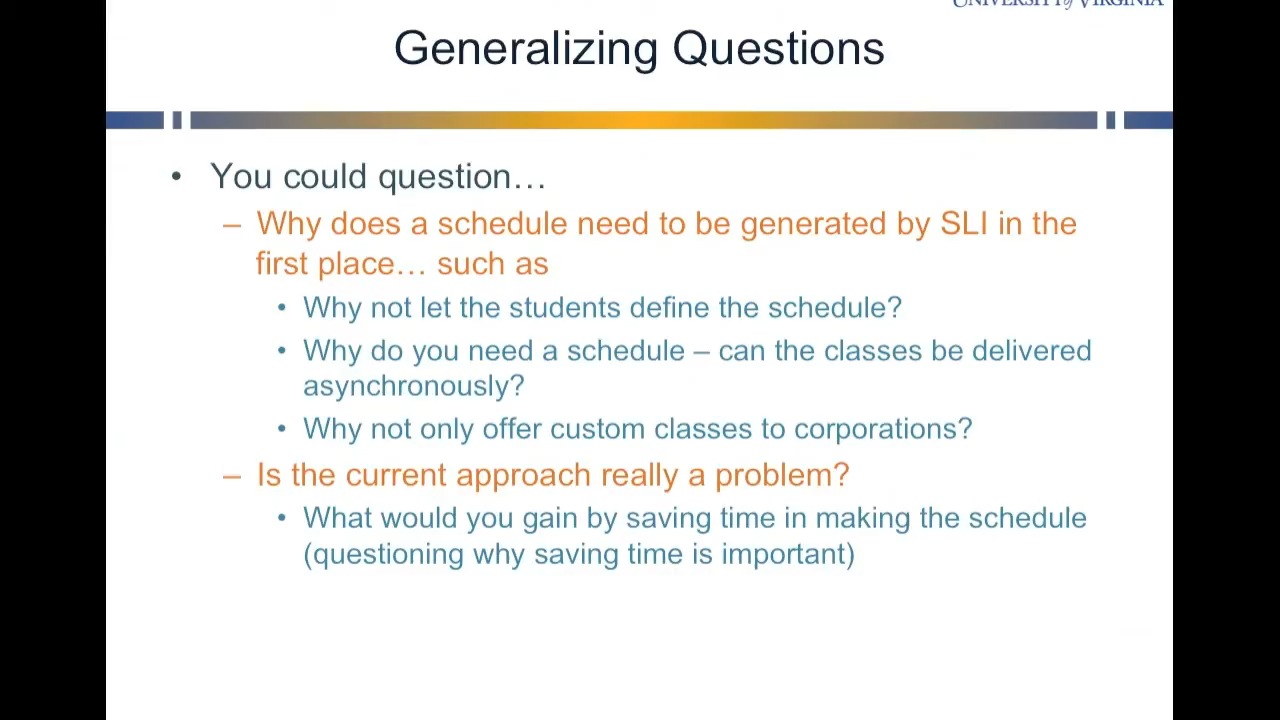 UNIVERSITY of VIRGINIA
Generalizing Questions
• You could question…
– Why does a schedule need to be generated by SLI in the
first place… such as
• Why not let the students define the schedule?
• Why do you need a schedule – can the classes be delivered
asynchronously?
• Why not only offer custom classes to corporations?
– Is the current approach really a problem?
• What would you gain by saving time in making the schedule
(questioning why saving time is important)